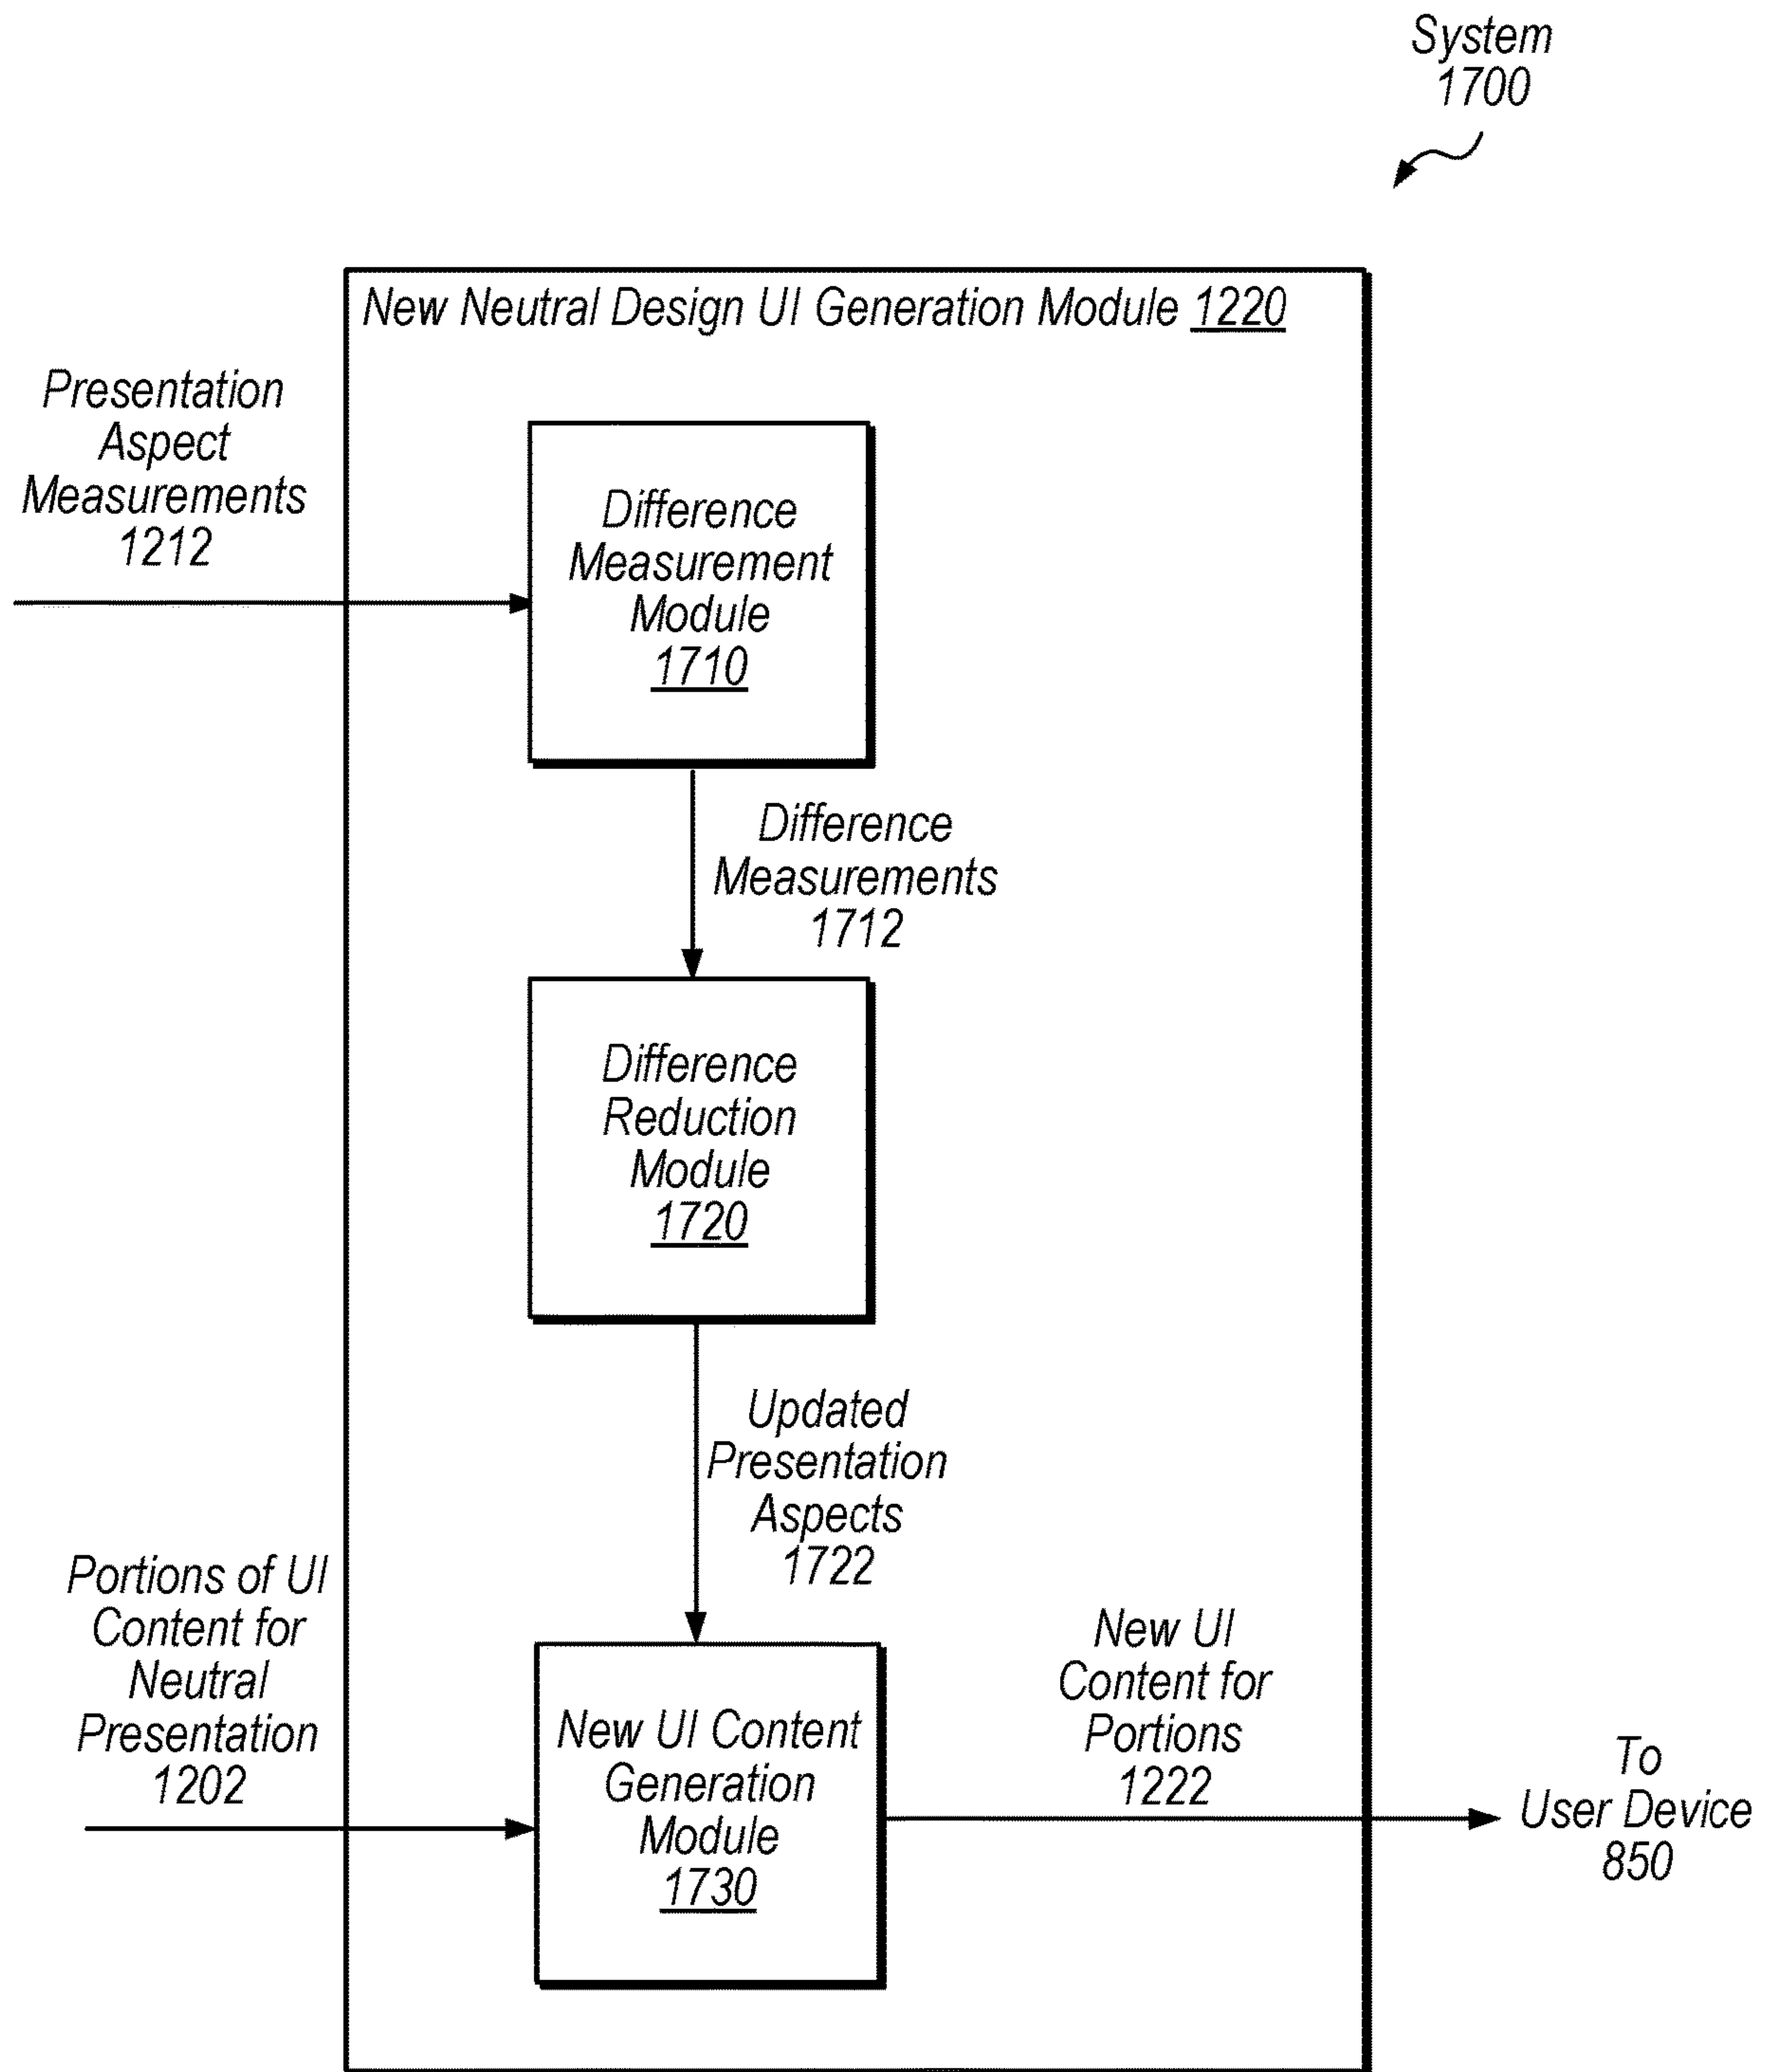 System
1700
New Neutral Design UI Generation Module 1220
Presentation
Aspect
Measurements
1212
Difference
Measurement
Module
1710
Difference
Measurements
1712
Difference
Reduction
Module
1720
Updated
Presentation
Aspects
1722
Portions of UI
Content for
Neutral
Presentation
1202
New UI Content
Generation
Module
1730
New UI
Content for
Portions
1222
To
User Device
850